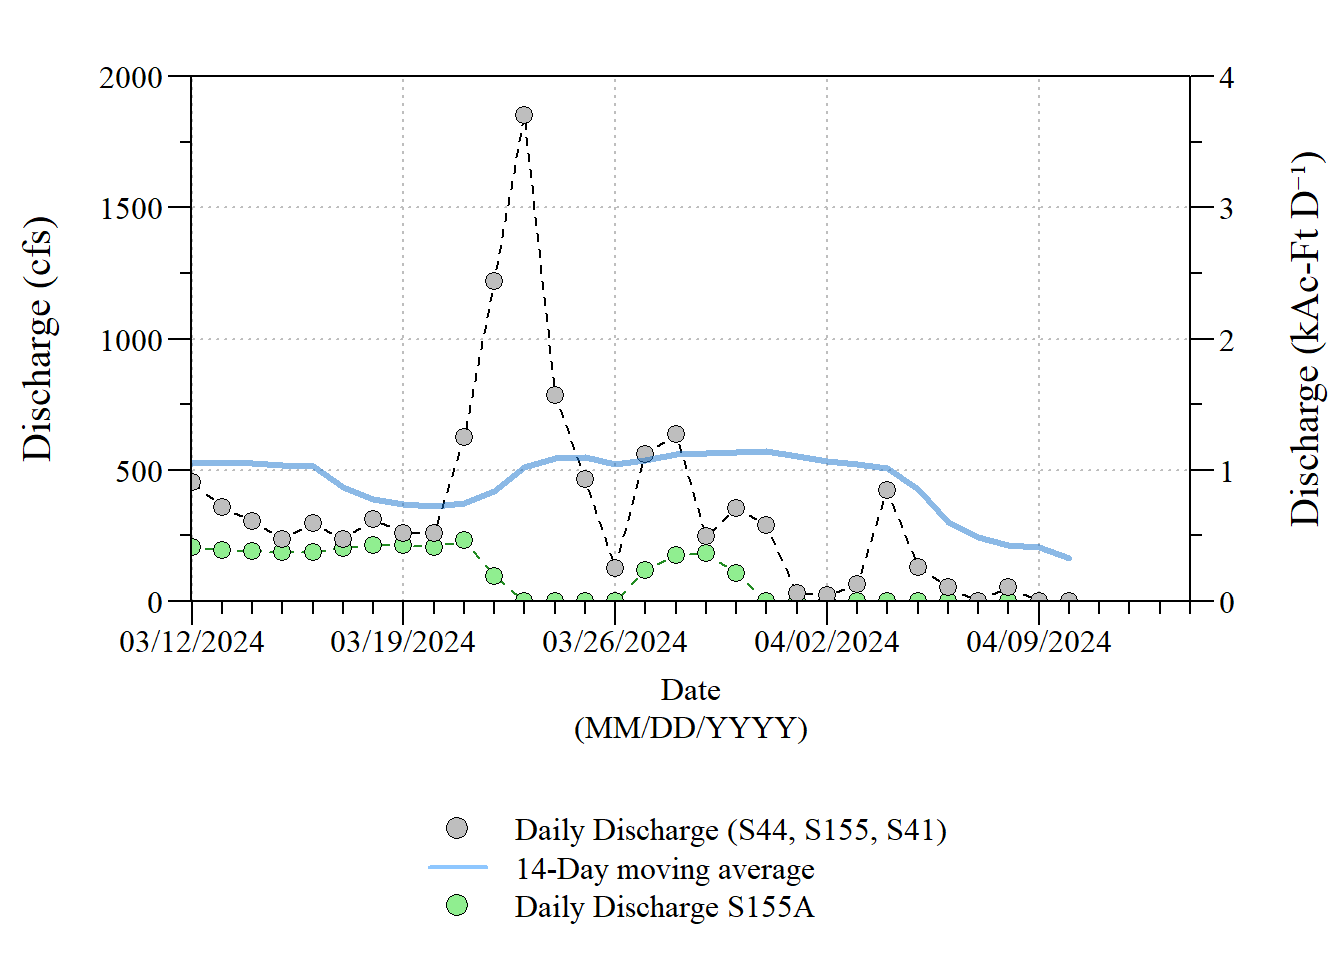 2000
1500
1000
500
0
Discharge (cfs)
4
3
2
1
0
Discharge (kAc-Ft D⁻¹)
03/12/2024
03/19/2024
03/26/2024
04/02/2024
04/09/2024
Date
(MM/DD/YYYY)
Daily Discharge (S44, S155, S41)
14-Day moving average
Daily Discharge S155A